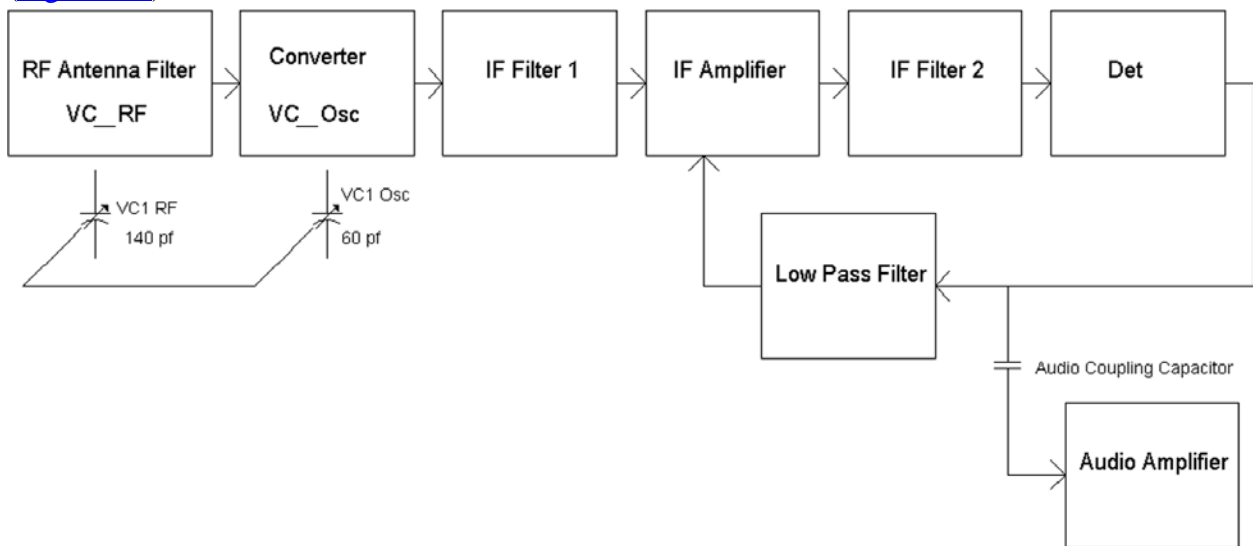 RF Antenna Filter
VC__RF
Converter
VC__Osc
IF Filter 1
IF Amplifier
IF Filter 2
Det
VC1 RF
140 pf
VC1 Osc
60 pf
Low Pass Filter
Audio Coupling Capacitor
Audio Amplifier